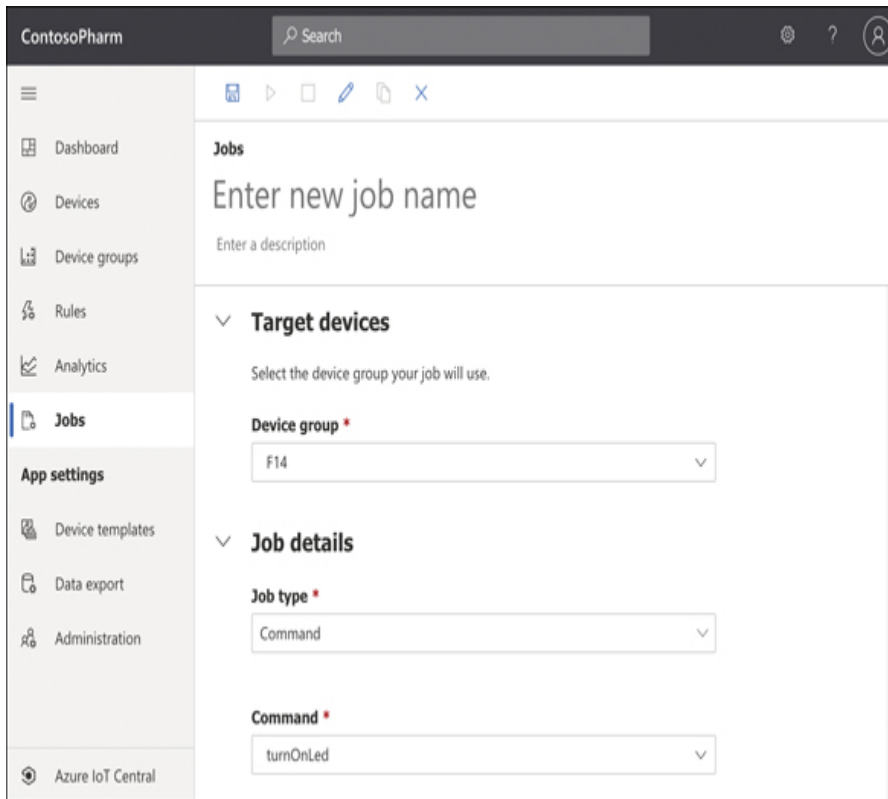 ContosoPharm
Search
?
Dashboard
Devices
Device groups
Rules
Analytics
Jobs
App settings
Device templates
Data export
Administration
Azure IoT Central
Jobs
Enter new job name
Enter a description
Target devices
Select the device group your job will use.
Device group *
F14
Job details
Job type *
Command
Command *
turnOnLed